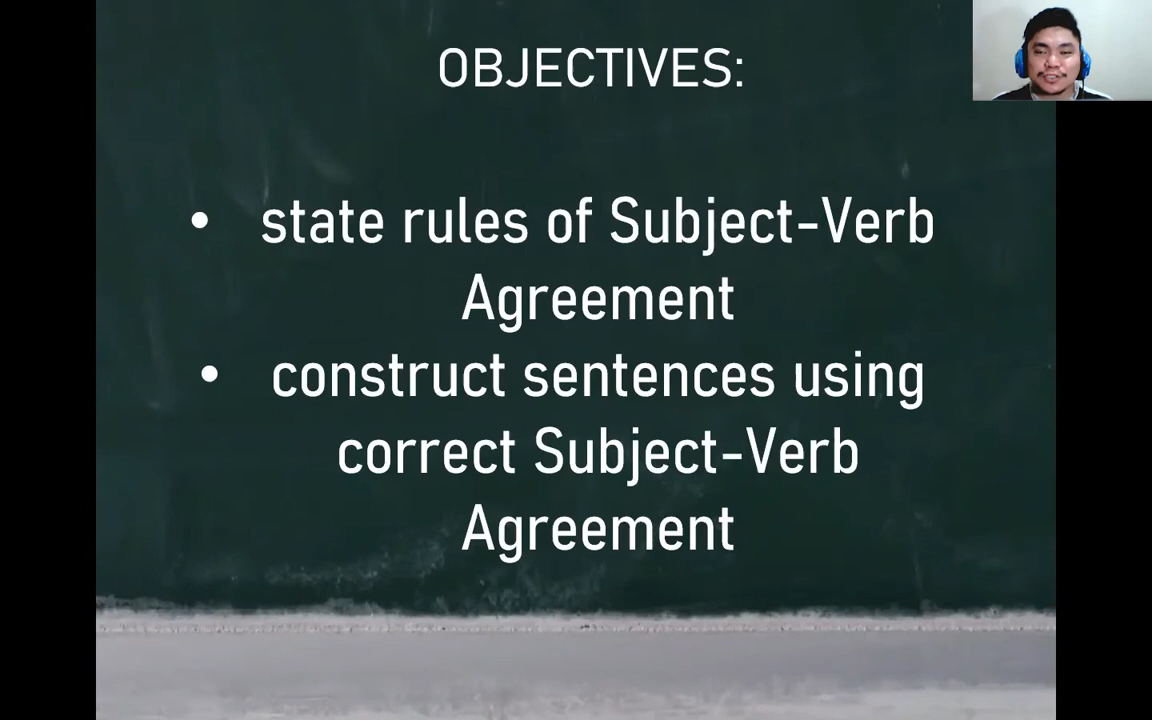 OBJECTIVES:
• state rules of Subject-Verb
Agreement
• construct sentences using
correct Subject-Verb
Agreement